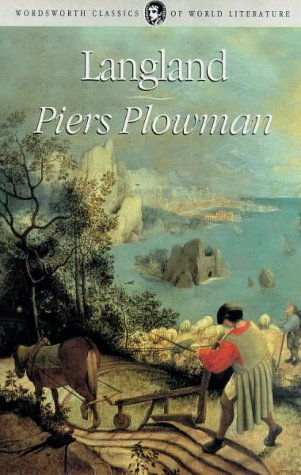 WORDSWORTH CLASSICS OF WORLD LITERATURE
Langland
Piers Plowman